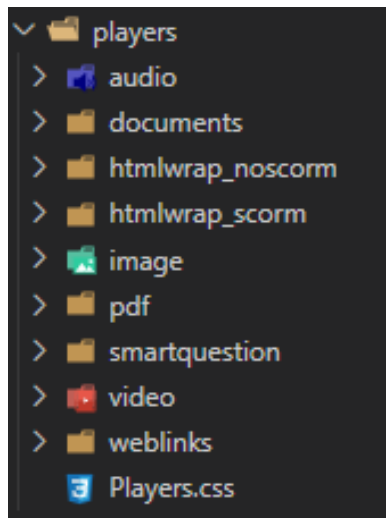 players
audio
documents
htmlwrap_noscorm
htmlwrap_scorm
image
pdf
smartquestion
video
weblinks
Players.css